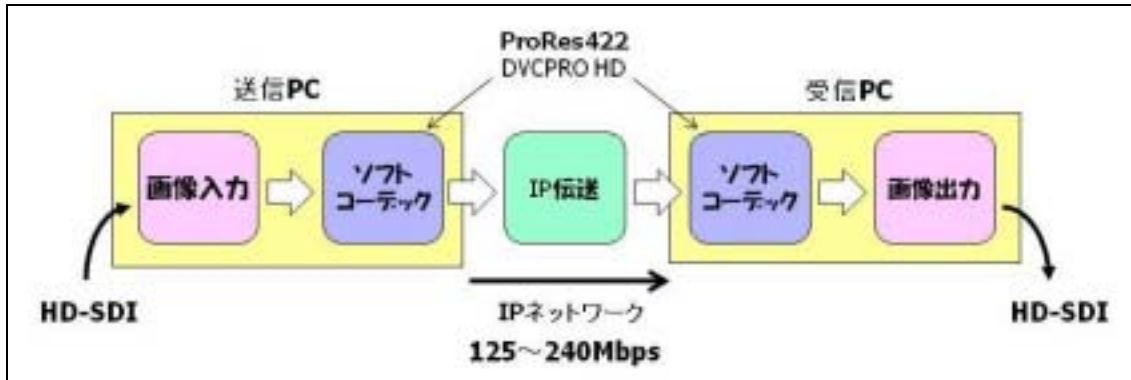 ProRes422
DVCPRO HD
送信PC
受信PC
画像入力
ソフト
コーデック
IP伝送
ソフト
コーデック
画像出力
HD-SDI
IPネットワーク
125～240Mbps
HD-SDI